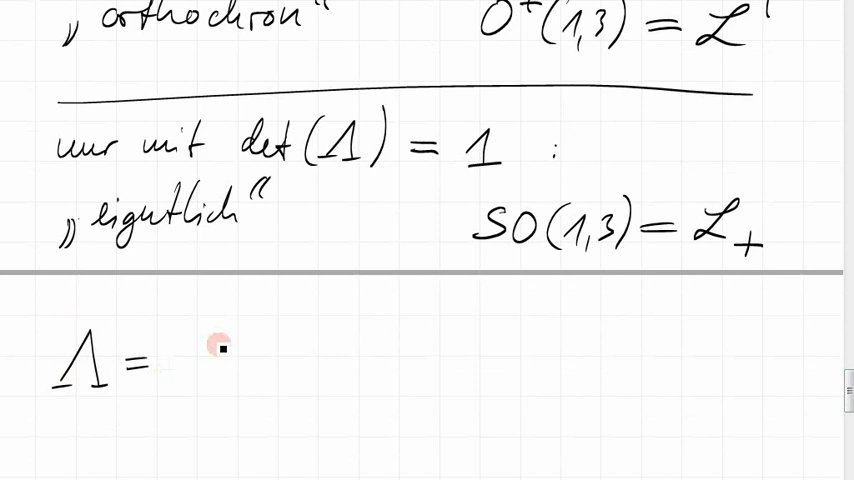 „orthochron“ O⁺(1,3) = ℒ↑
nur mit det(Λ) = 1 :
„eigentlich“ SO(1,3) = ℒ₊
Λ =